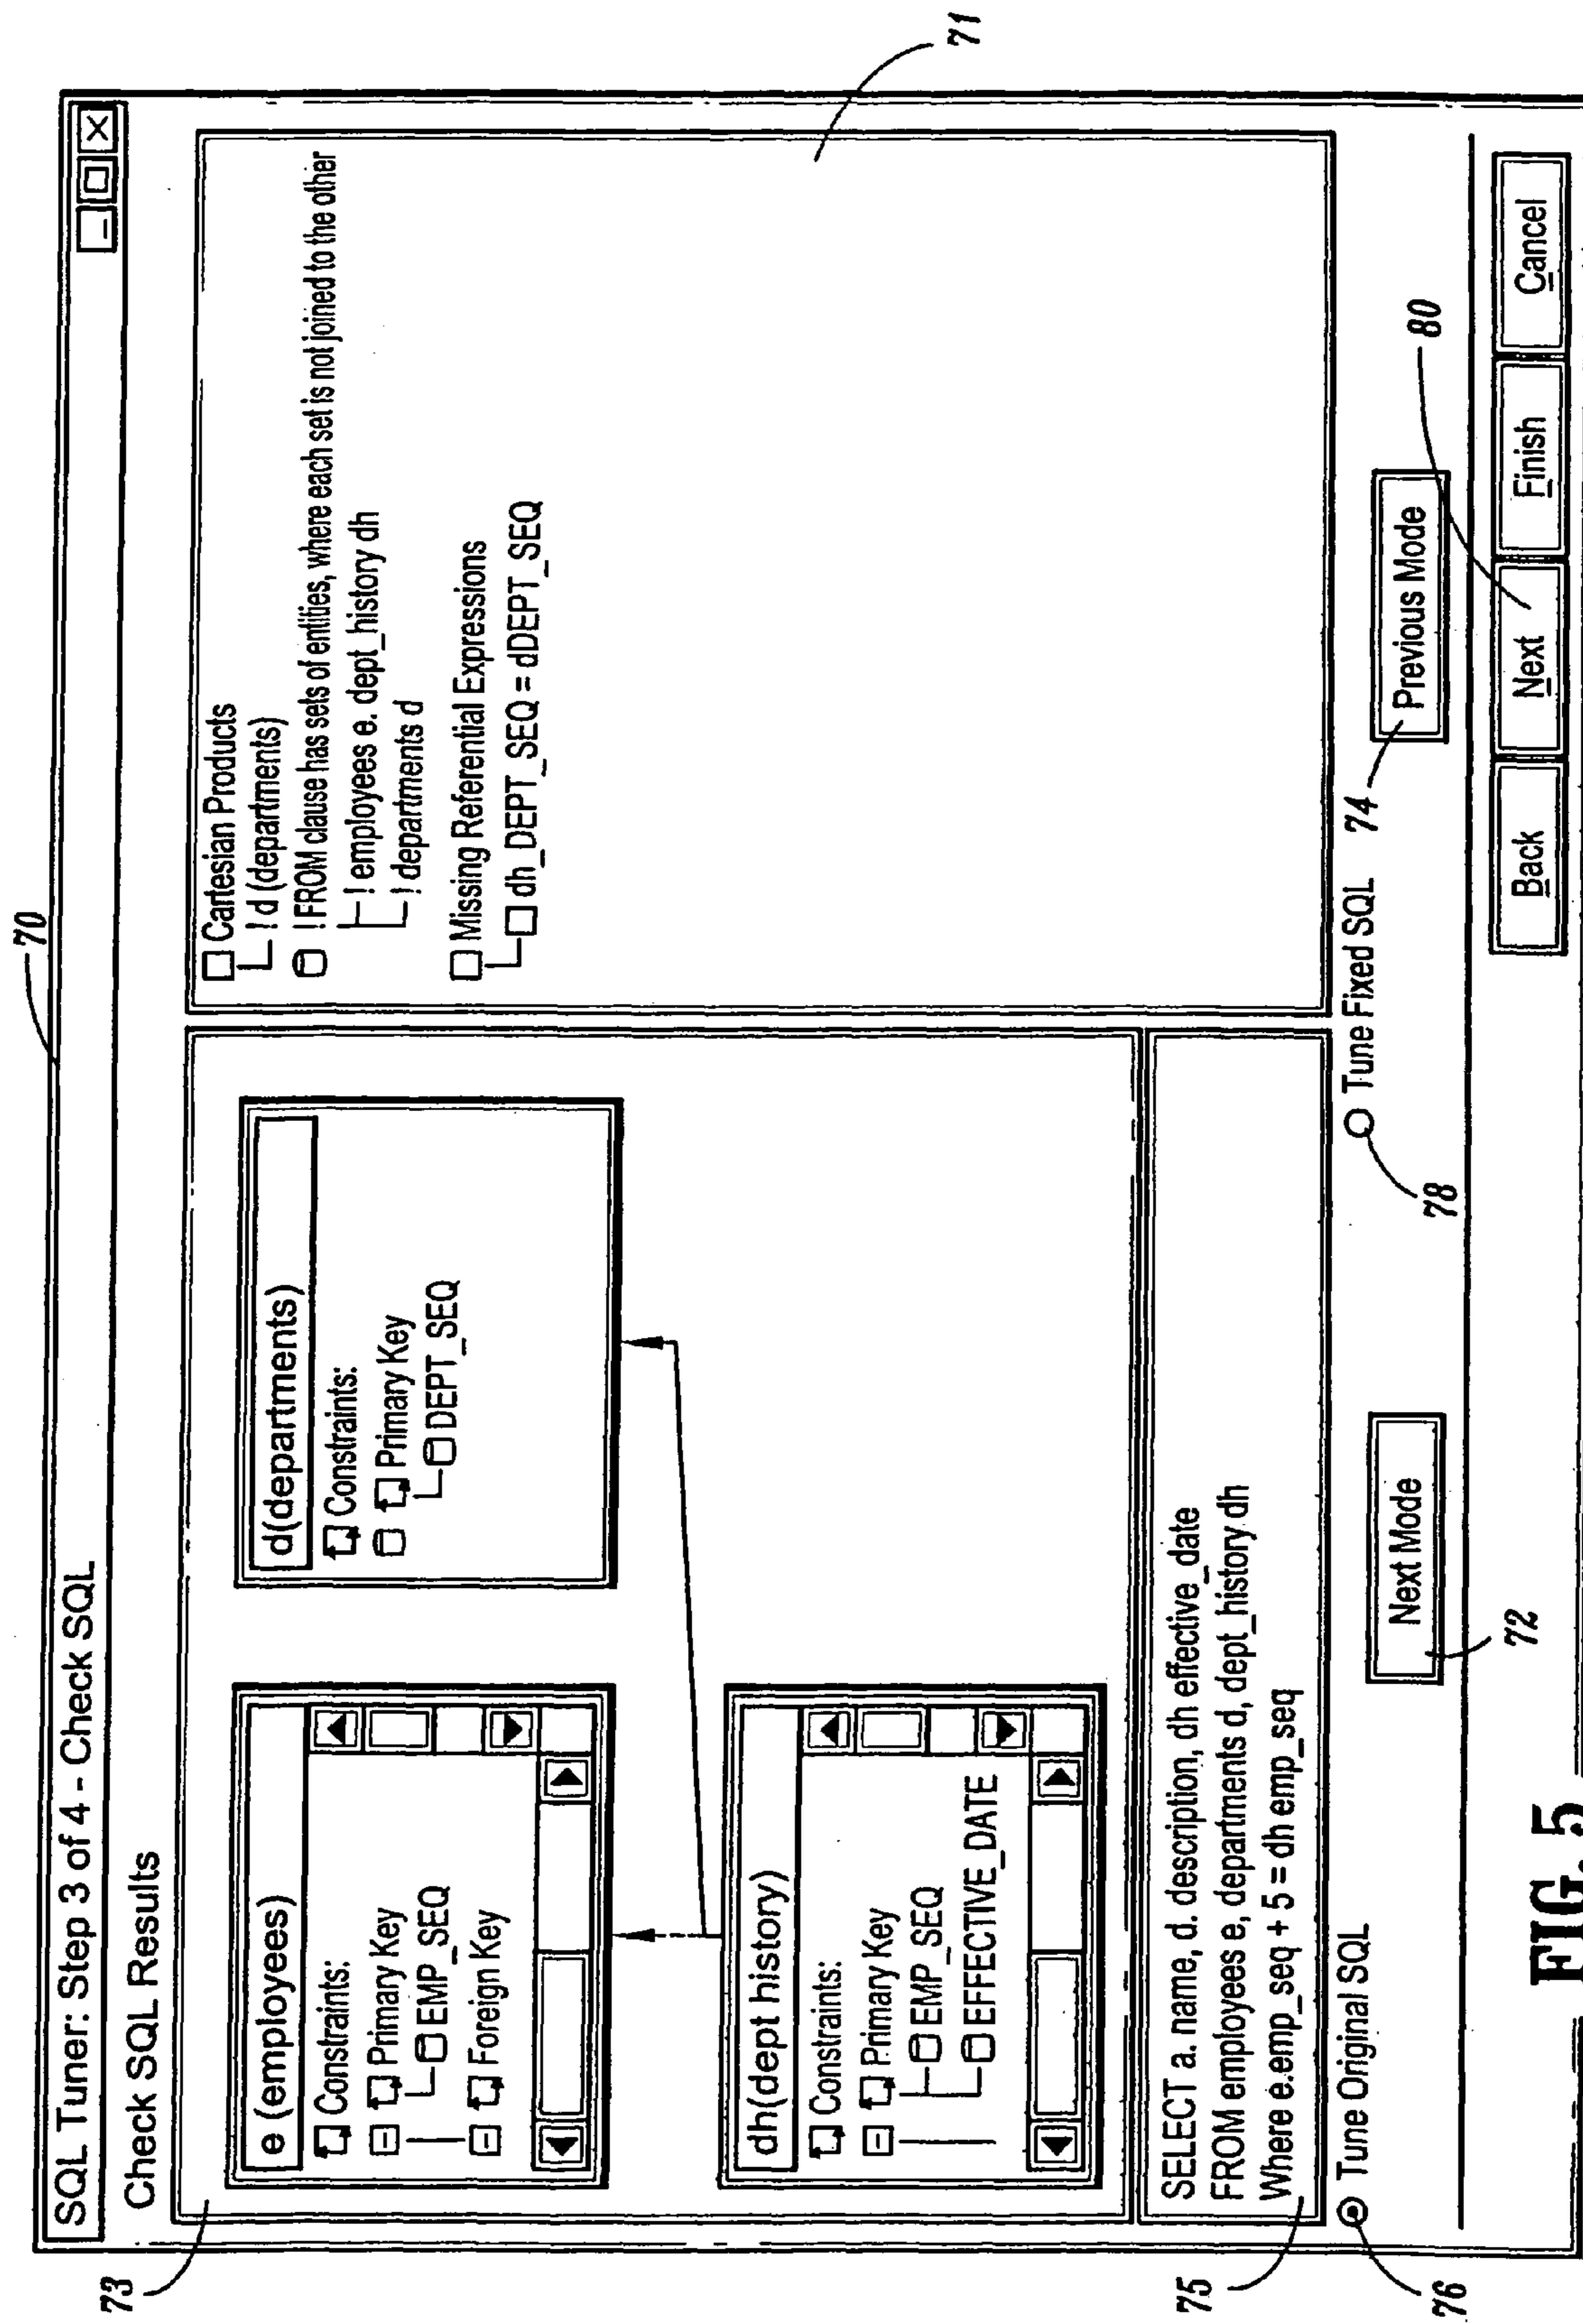 70
SQL Tuner: Step 3 of 4 - Check SQL
Check SQL Results
73
e (employees)
Constraints:
Primary Key
EMP_SEQ
Foreign Key
d(departments)
Constraints:
Primary Key
DEPT_SEQ
dh(dept history)
Constraints:
Primary Key
EMP_SEQ
EFFECTIVE_DATE
Cartesian Products
! d (departments)
! FROM clause has sets of entities, where each set is not joined to the other
! employees e. dept_history dh
! departments d
Missing Referential Expressions
dh_DEPT_SEQ = dDEPT_SEQ
71
75
SELECT a. name, d. description, dh effective_date
FROM employees e, departments d, dept_history dh
Where e.emp_seq + 5 = dh emp_seq
76
Tune Original SQL
78
Tune Fixed SQL
72
Next Mode
74
Previous Mode
80
Back
Next
Finish
Cancel
FIG. 5